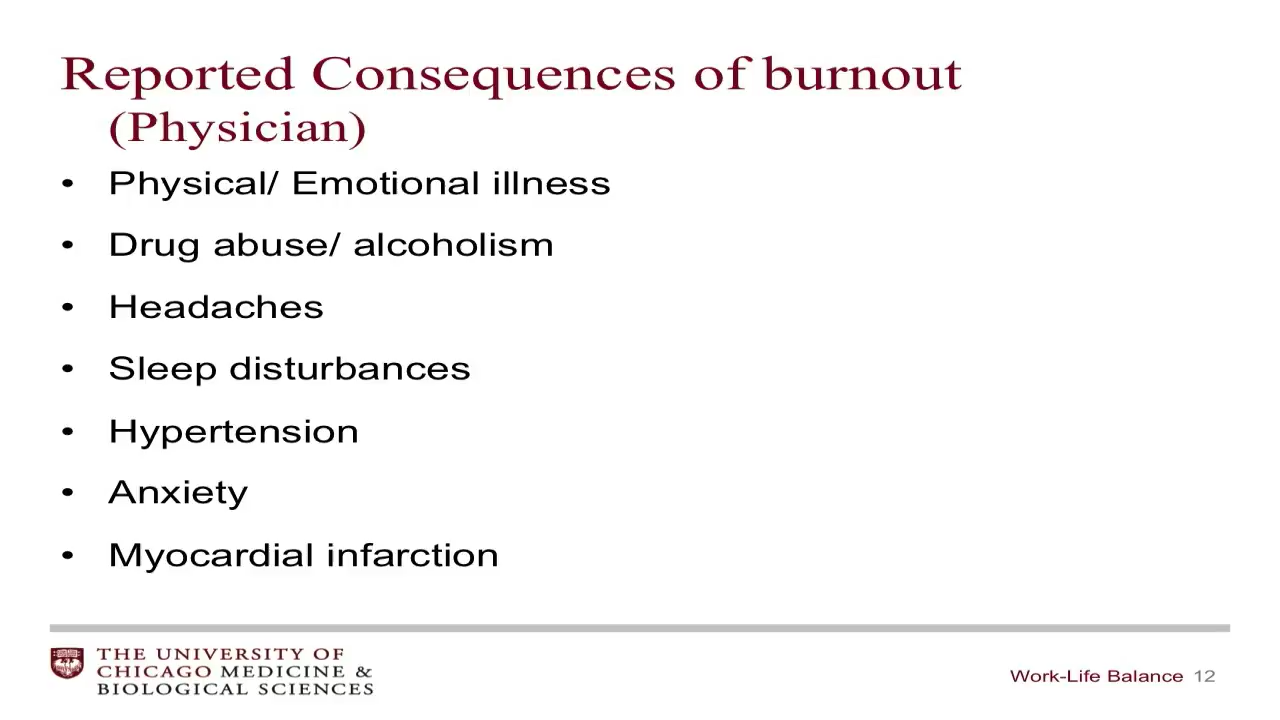 Reported Consequences of burnout
(Physician)
• Physical/ Emotional illness
• Drug abuse/ alcoholism
• Headaches
• Sleep disturbances
• Hypertension
• Anxiety
• Myocardial infarction
THE UNIVERSITY OF
CHICAGO MEDICINE &
BIOLOGICAL SCIENCES
Work-Life Balance 12